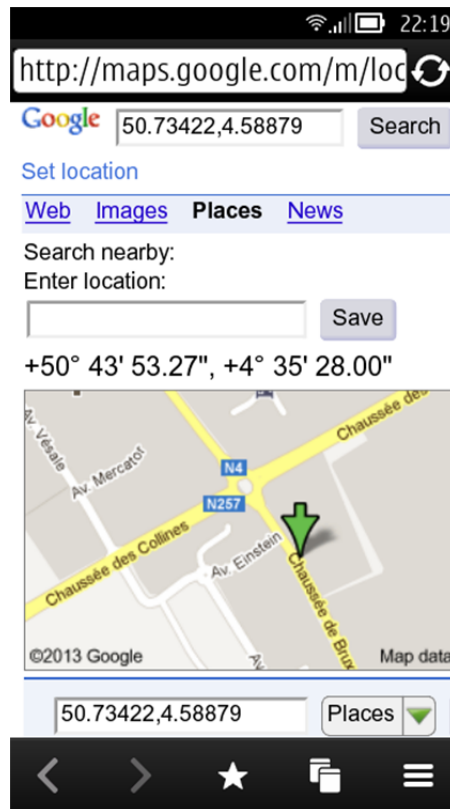 22:19
http://maps.google.com/m/loc
Google 50.73422,4.58879 Search
Set location
Web Images Places News
Search nearby:
Enter location:
Save
+50° 43' 53.27", +4° 35' 28.00"
Chaussée des
Av. Vésale
Av. Mercator
N4
N257
Chaussée des Collines
Av. Einstein
Chaussée de Brux
Av
©2013 Google Map data
50.73422,4.58879 Places